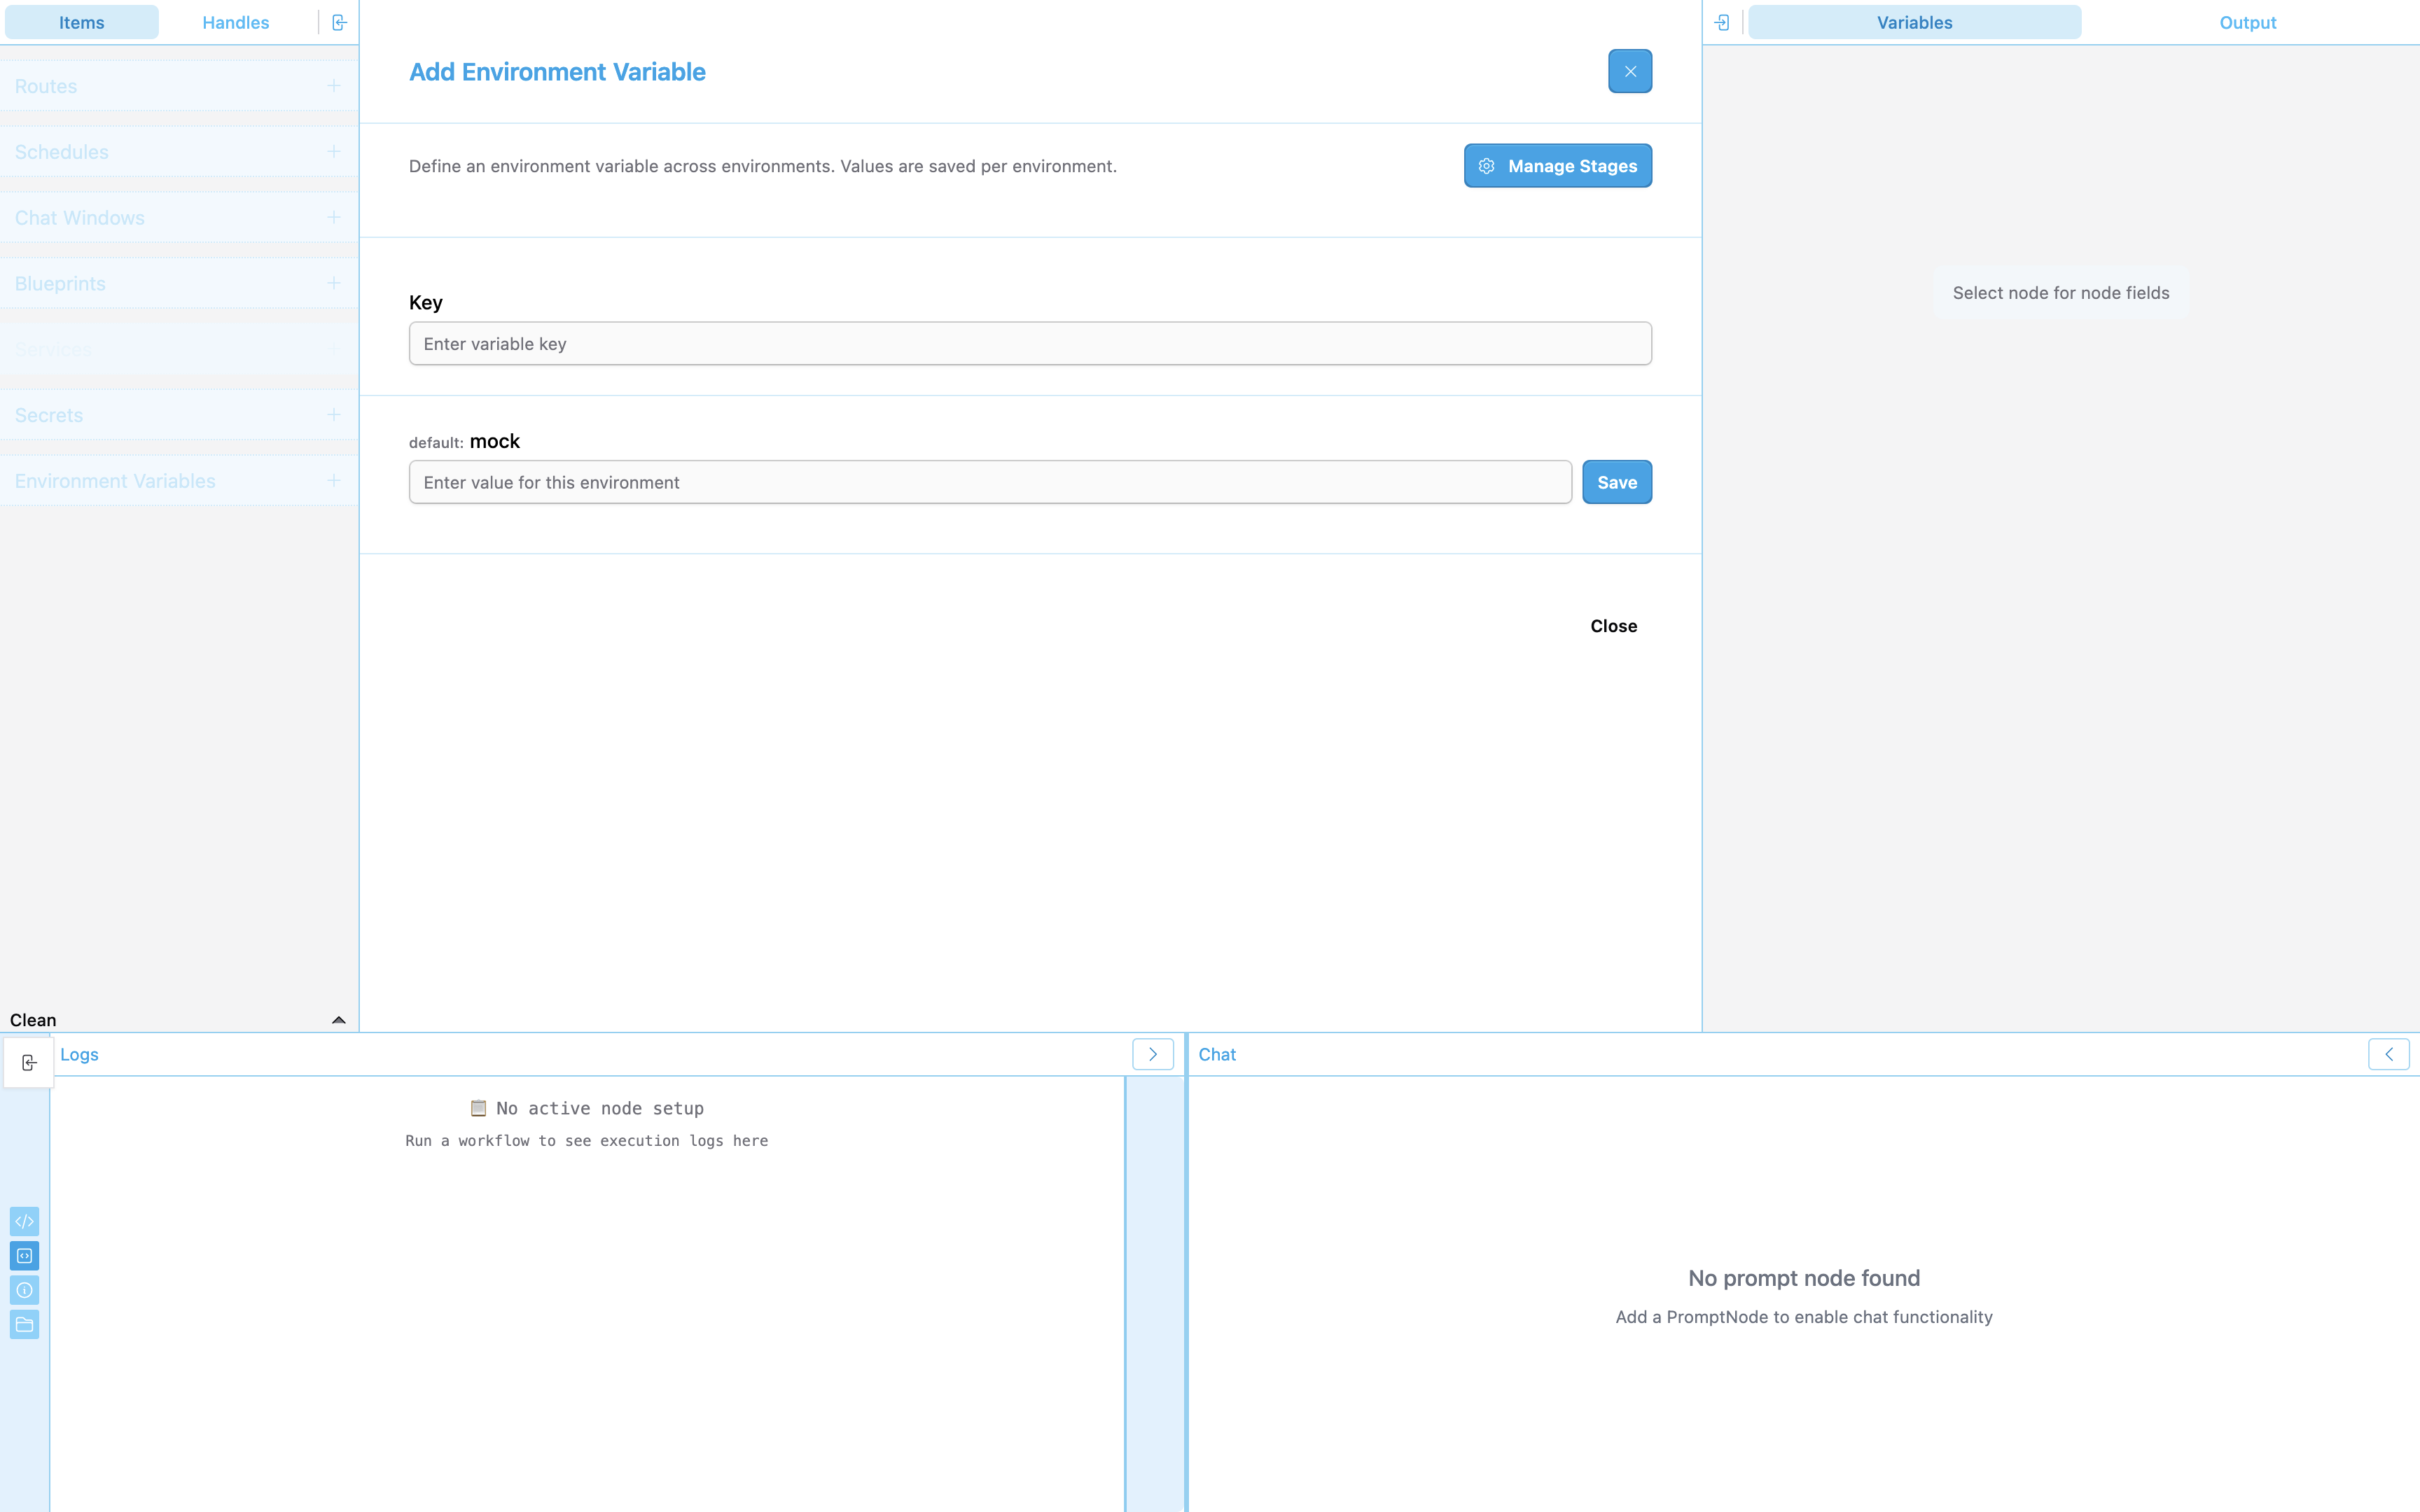 Items
Handles
Routes
Schedules
Chat Windows
Blueprints
Services
Secrets
Environment Variables
Clean
Add Environment Variable
Define an environment variable across environments. Values are saved per environment.
Manage Stages
Key
Enter variable key
default: mock
Enter value for this environment
Save
Close
Variables
Output
Select node for node fields
Logs
No active node setup
Run a workflow to see execution logs here
Chat
No prompt node found
Add a PromptNode to enable chat functionality